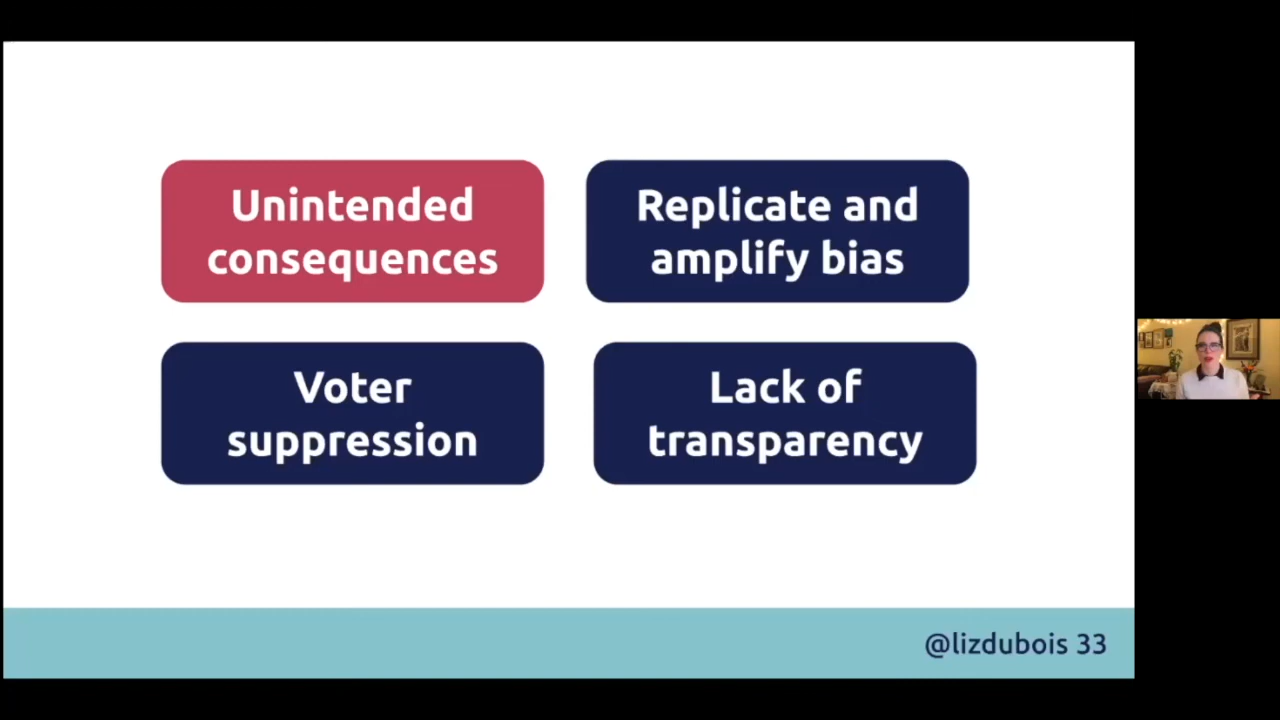 Unintended
consequences
Replicate and
amplify bias
Voter
suppression
Lack of
transparency
@lizdubois 33